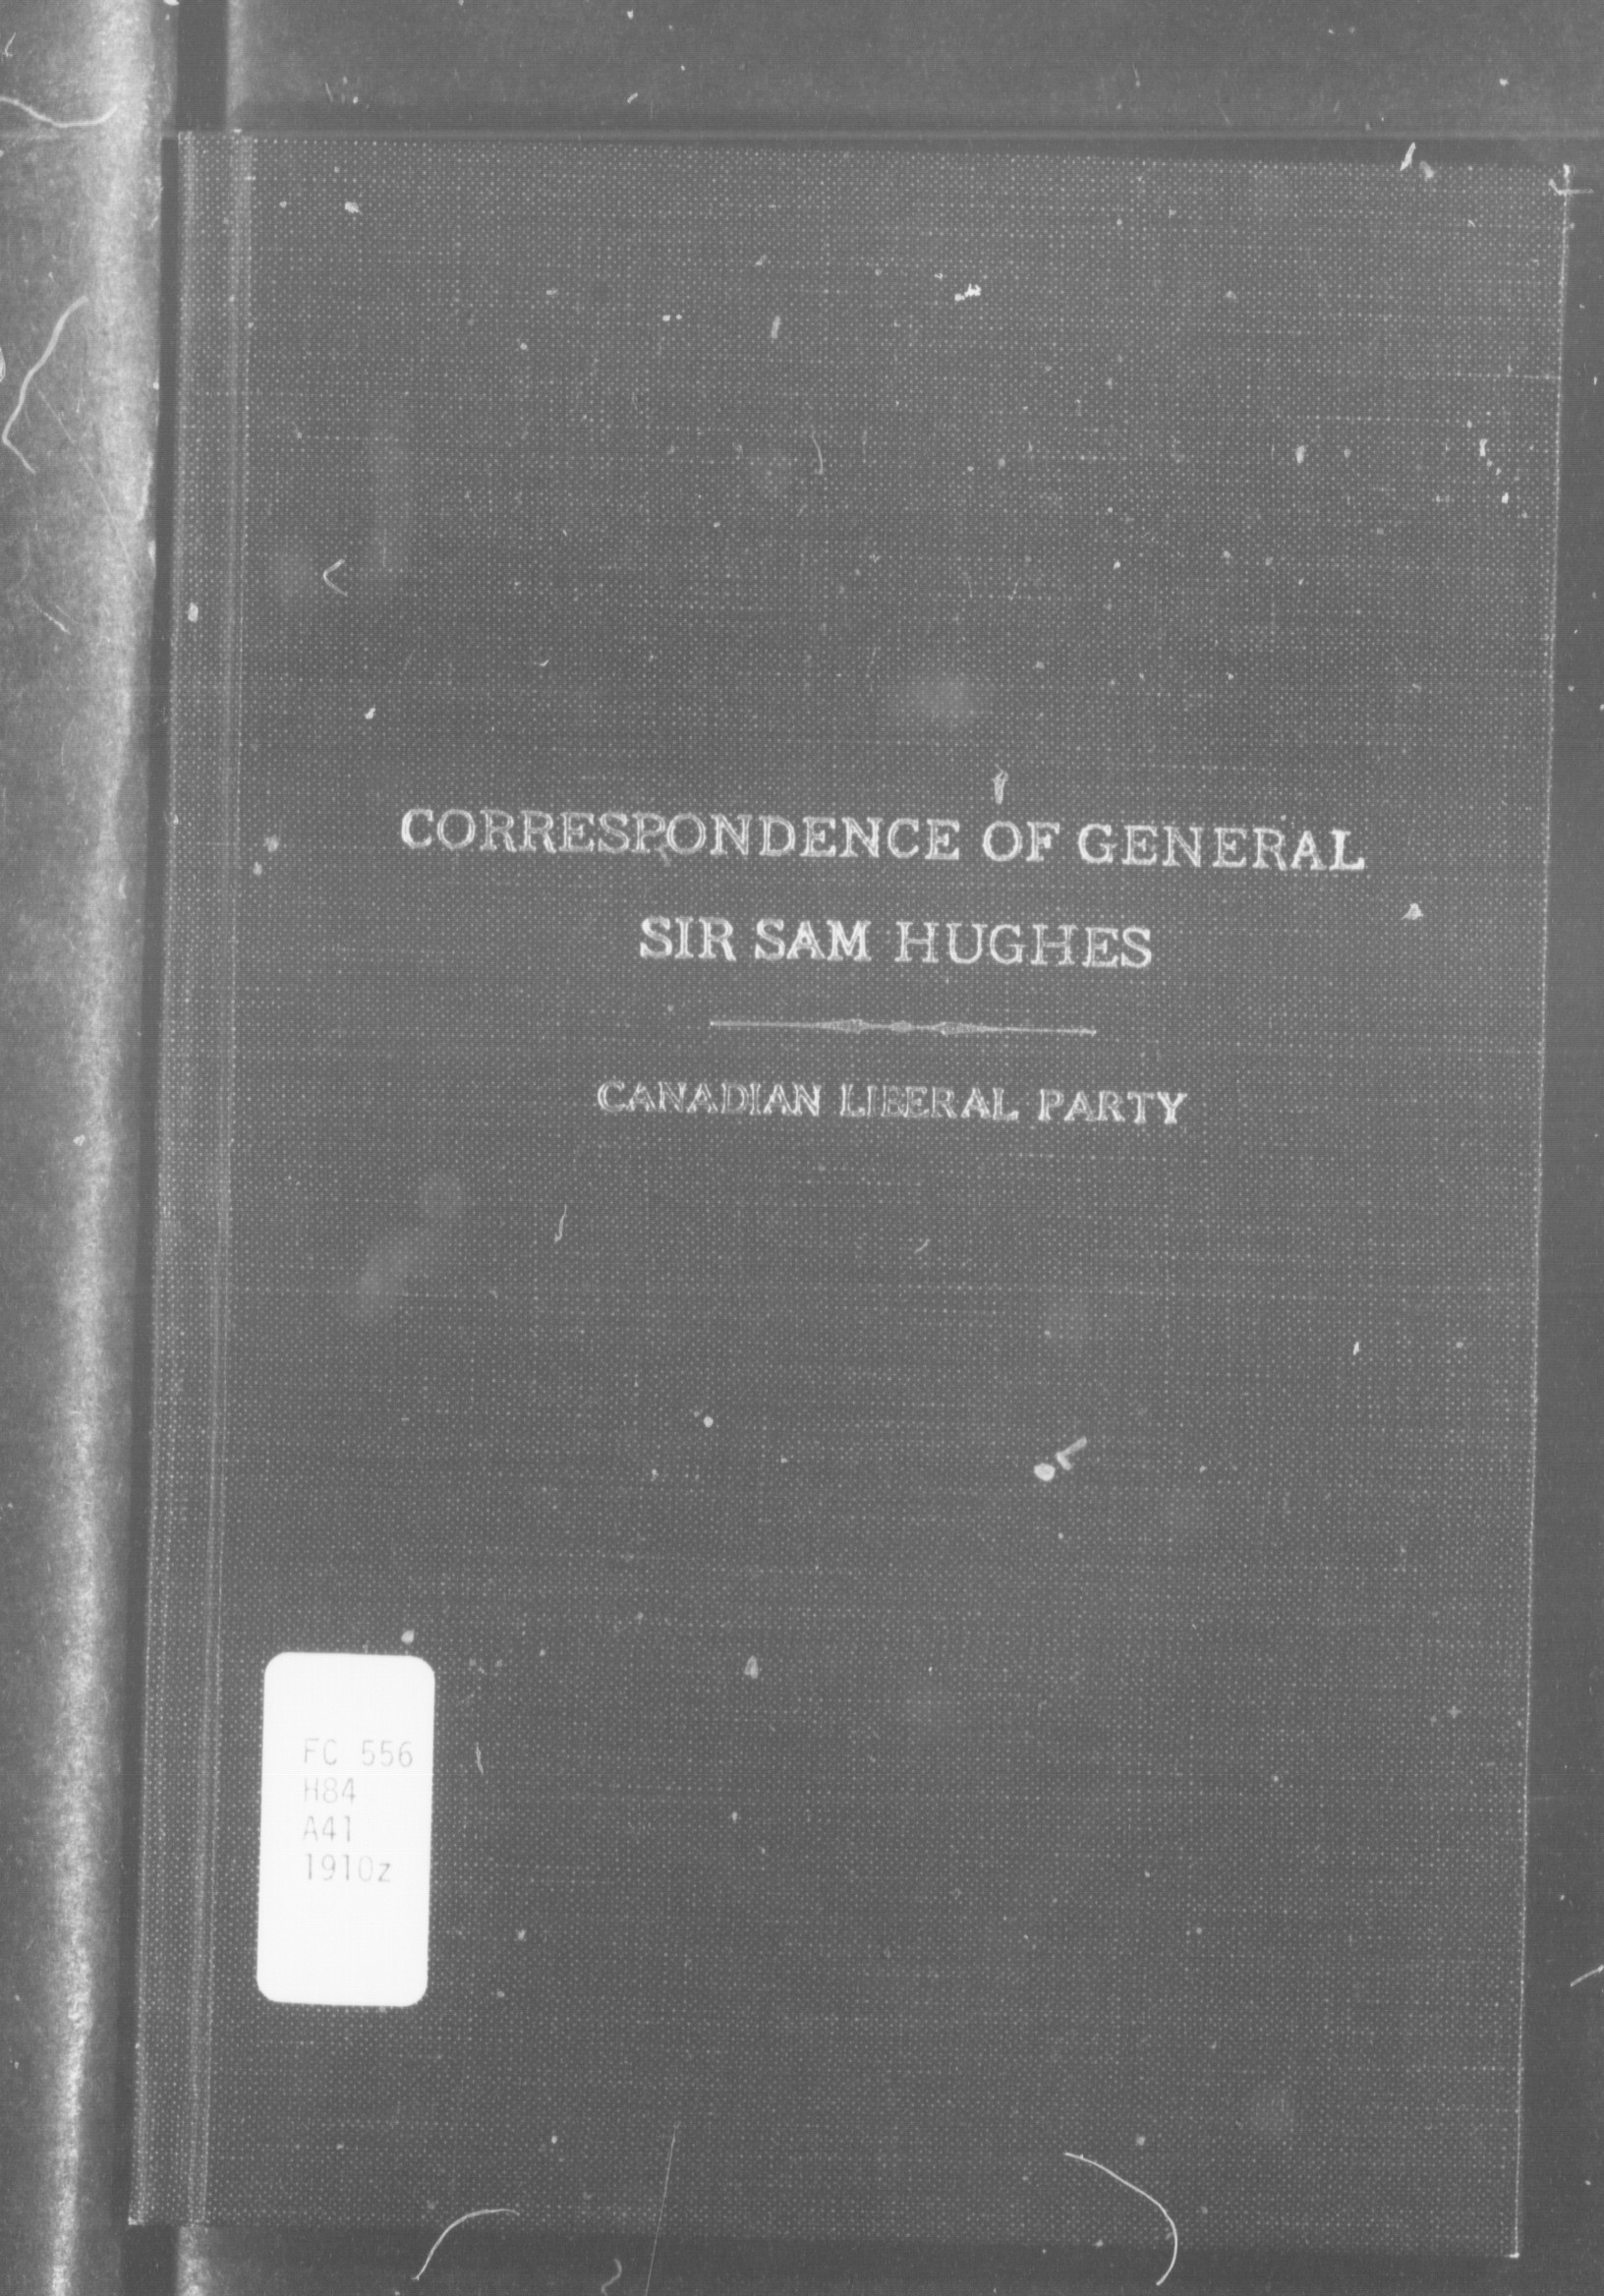 CORRESPONDENCE OF GENERAL
SIR SAM HUGHES
CANADIAN LIBERAL PARTY
FC 556
H84
A41
1910z